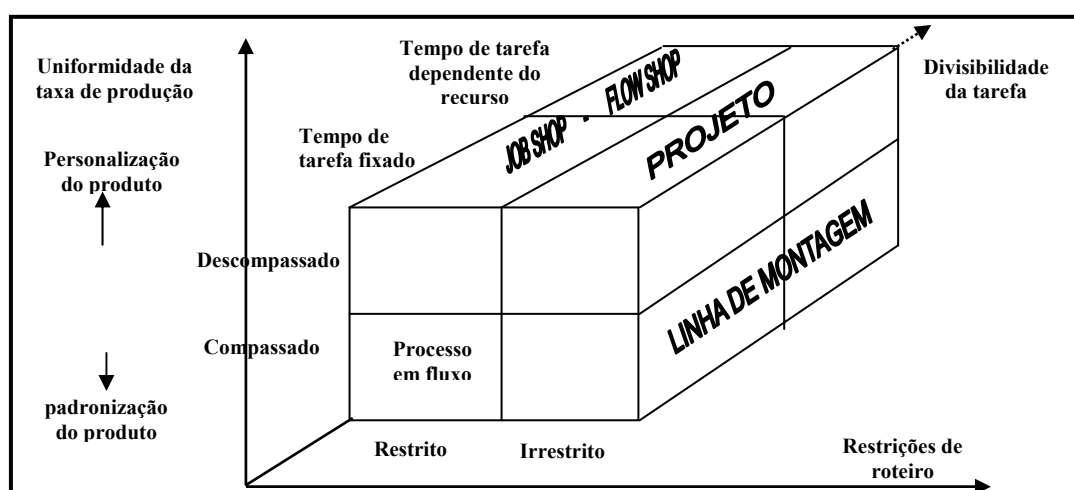 Uniformidade da
taxa de produção
Personalização
do produto
padronização
do produto
Tempo de tarefa
dependente do
recurso
Tempo de
tarefa fixado
Descompassado
Compassado
JOB SHOP - FLOW SHOP
PROJETO
LINHA DE MONTAGEM
Processo
em fluxo
Divisibilidade
da tarefa
Restrito
Irrestrito
Restrições de
roteiro